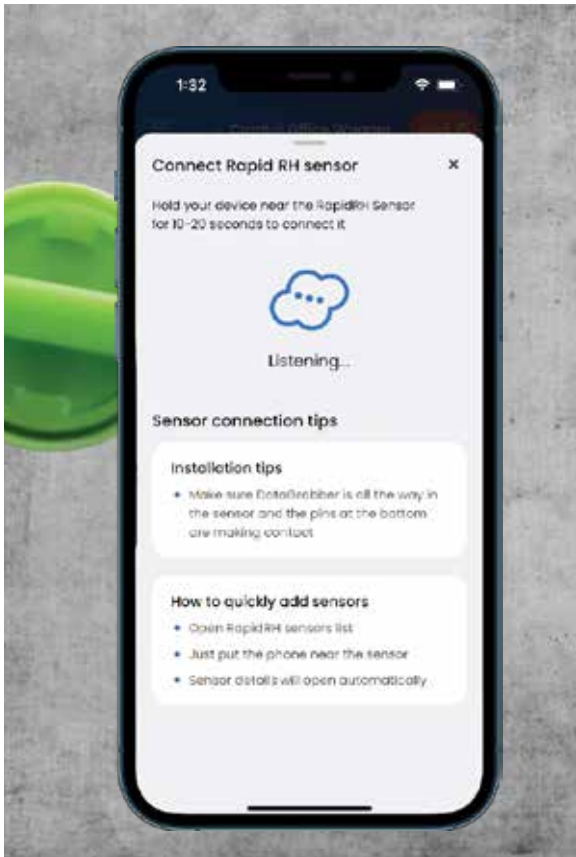 1:32
Connect Rapid RH sensor
Hold your device near the RapidRH Sensor
for 10-20 seconds to connect it
Listening...
Sensor connection tips
Installation tips
• Make sure DataGrabber is all the way in
the sensor and the pins at the bottom
are making contact
How to quickly add sensors
• Open RapidRH sensors list
• Just put the phone near the sensor
• Sensor details will open automatically